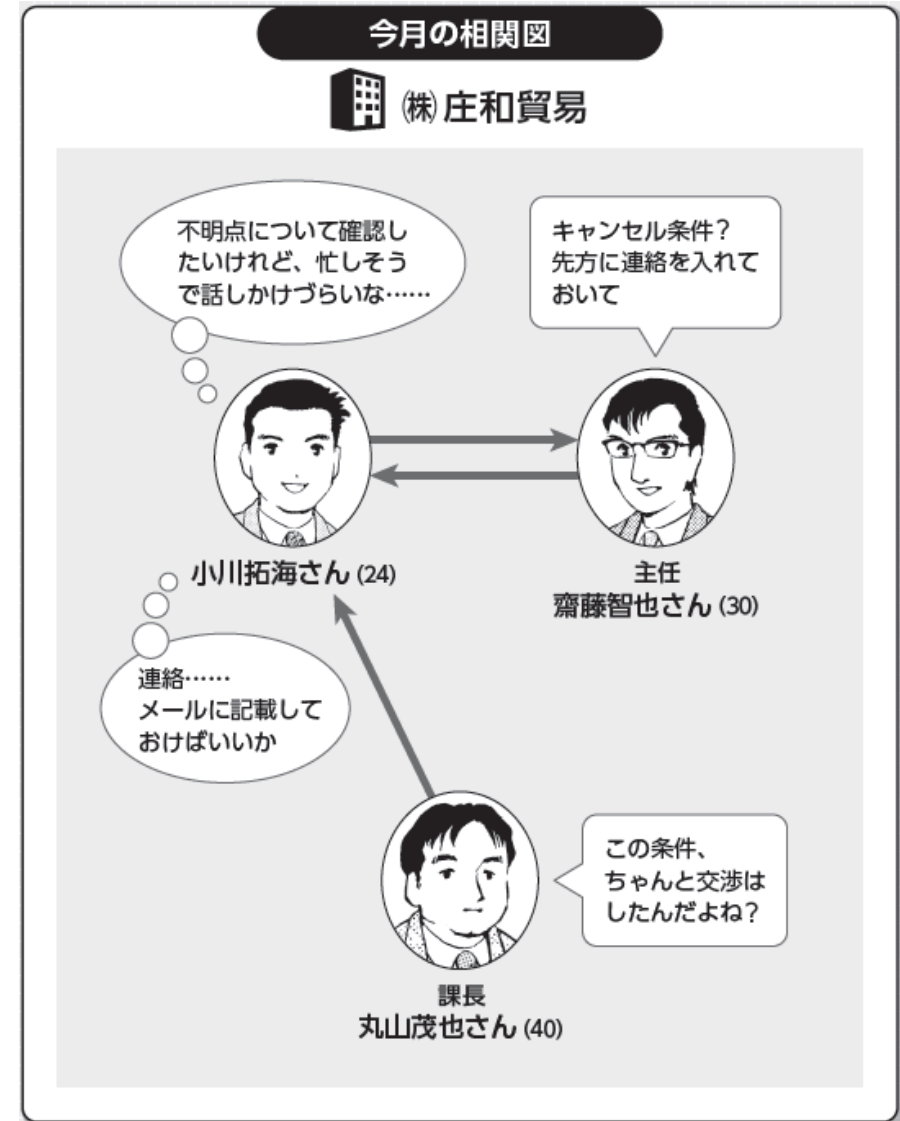 今月の相関図
㈱庄和貿易
不明点について確認し
たいけれど、忙しそう
で話しかけづらいな……
キャンセル条件？
先方に連絡を入れて
おいて
小川拓海さん(24)
主任
齋藤智也さん(30)
連絡……
メールに記載して
おけばいいか
この条件、
ちゃんと交渉は
したんだよね？
課長
丸山茂也さん(40)